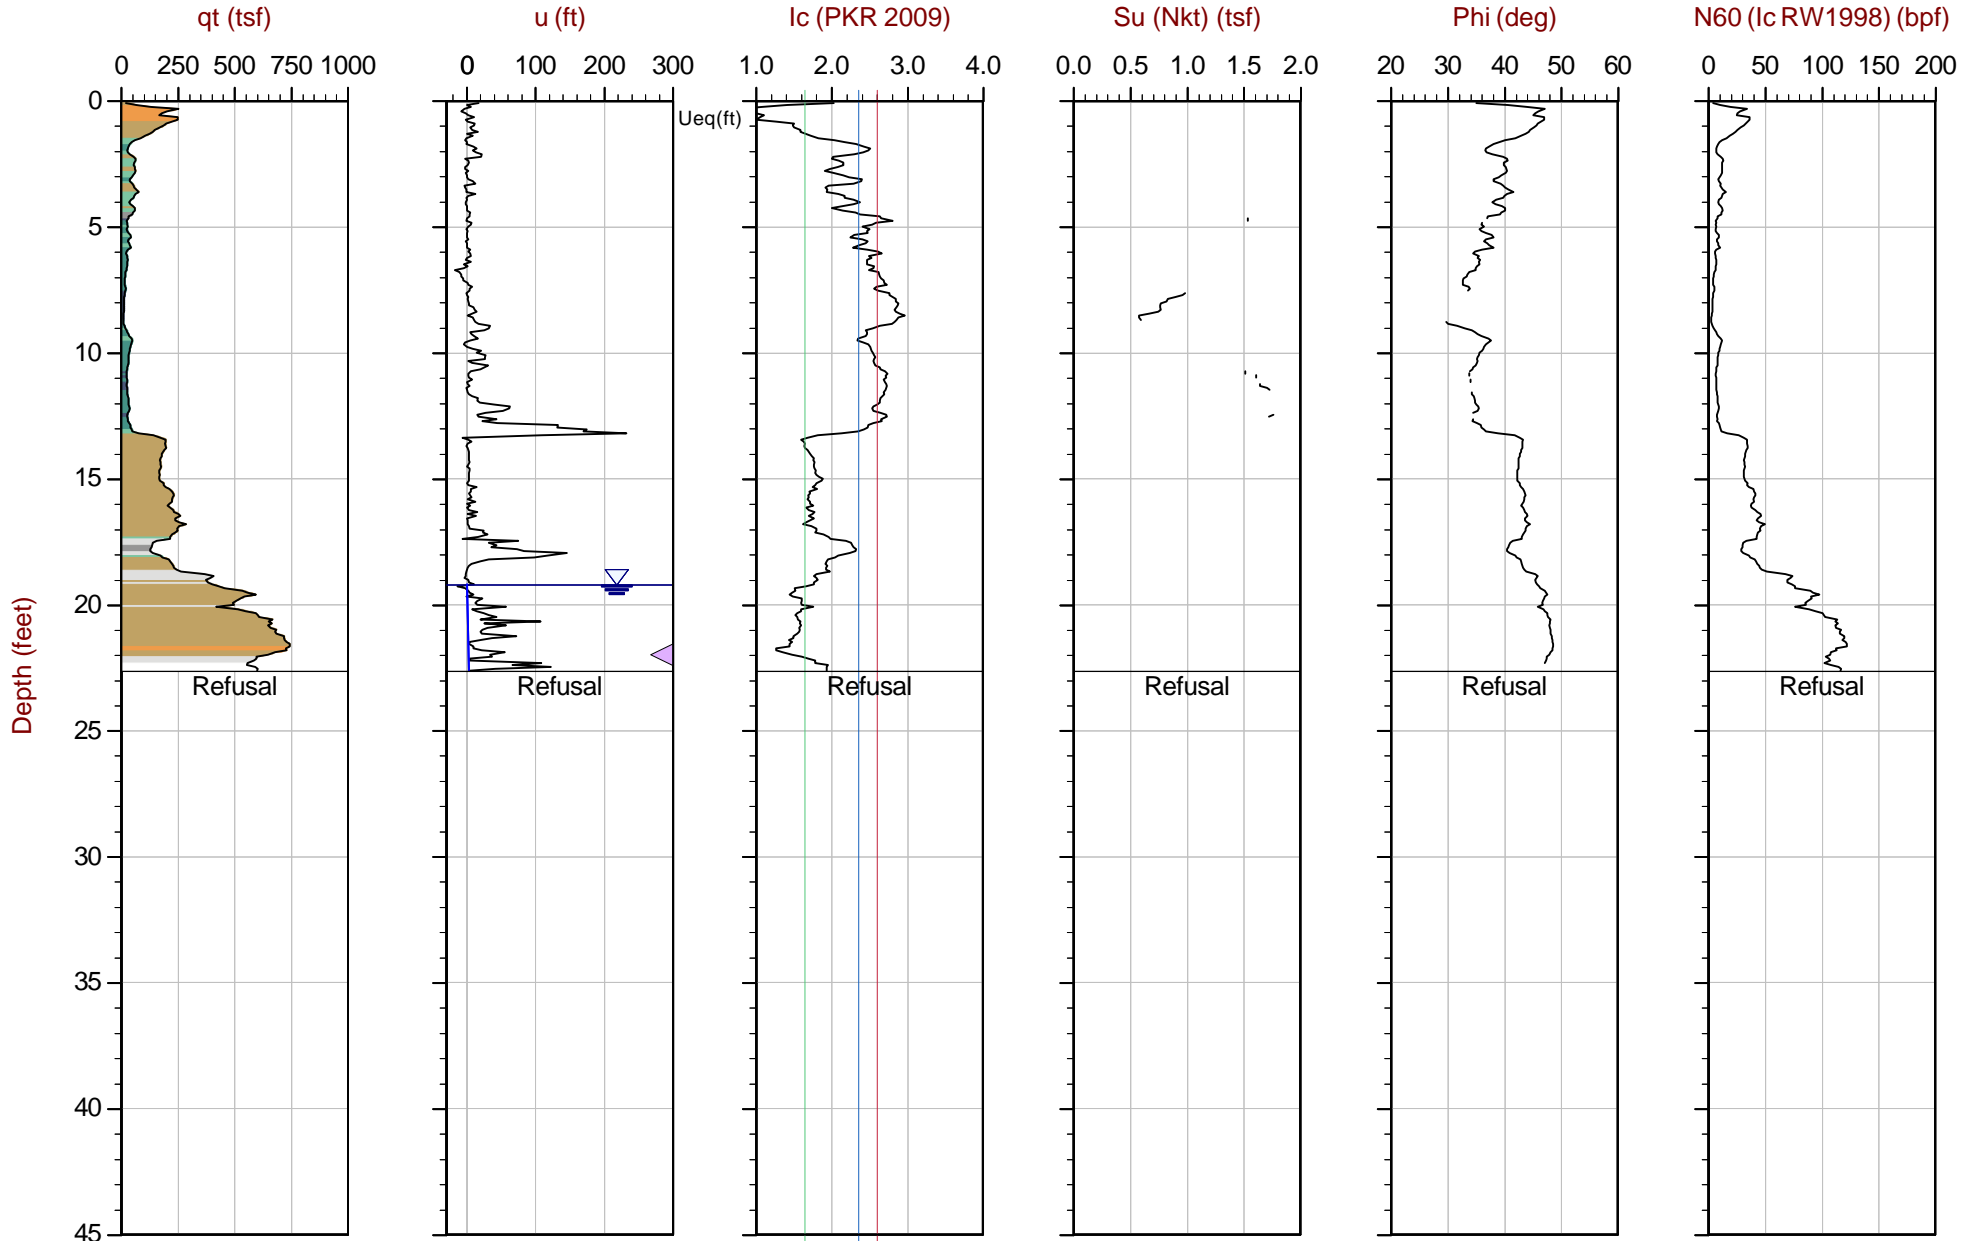 qt (tsf) u (ft) Ic (PKR 2009) Su (Nkt) (tsf) Phi (deg) N60 (Ic RW1998) (bpf)
0 250 500 750 1000 0 100 200 300 1.0 2.0 3.0 4.0 0.0 0.5 1.0 1.5 2.0 20 30 40 50 60 0 50 100 150 200
0
Ueq(ft)
5
10
15
20
Refusal Refusal Refusal Refusal Refusal Refusal
Depth (feet)
25
30
35
40
45